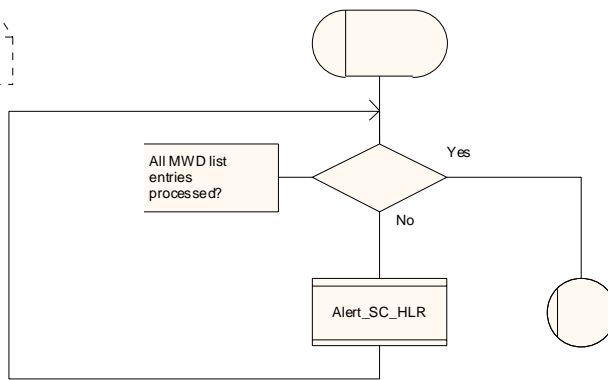 Yes
All MWD list
entries
processed?
No
Alert_SC_HLR